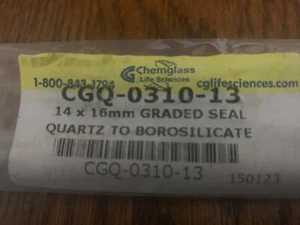 Chemglass
Life Sciences
1-800-843-1794
cglifesciences.com
CGQ-0310-13
14 x 16mm GRADED SEAL
QUARTZ TO BOROSILICATE
CGQ-0310-13
150123